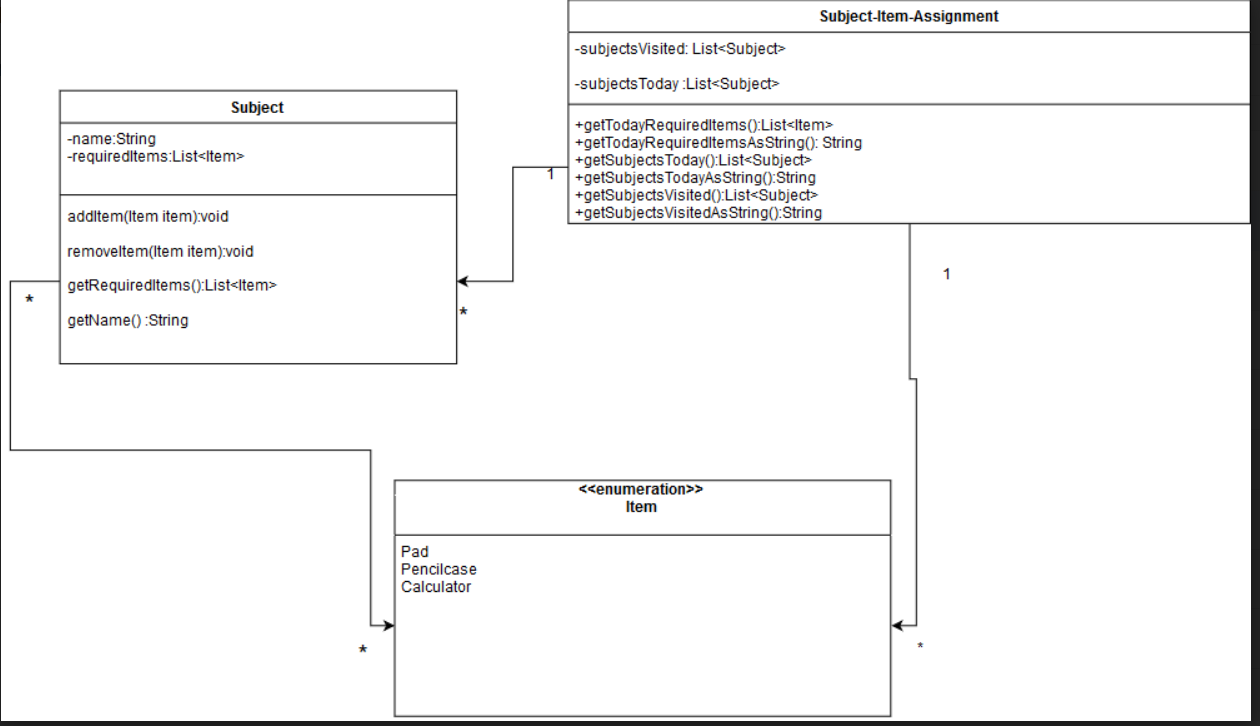 Subject-Item-Assignment
-subjectsVisited: List<Subject>
-subjectsToday :List<Subject>
+getTodayRequiredItems():List<Item>
+getTodayRequiredItemsAsString(): String
+getSubjectsToday():List<Subject>
+getSubjectsTodayAsString():String
+getSubjectsVisited():List<Subject>
+getSubjectsVisitedAsString():String
Subject
-name:String
-requiredItems:List<Item>
addItem(Item item):void
removeItem(Item item):void
getRequiredItems():List<Item>
getName() :String
1
*
*
1
<<enumeration>>
Item
Pad
Pencilcase
Calculator
*
*